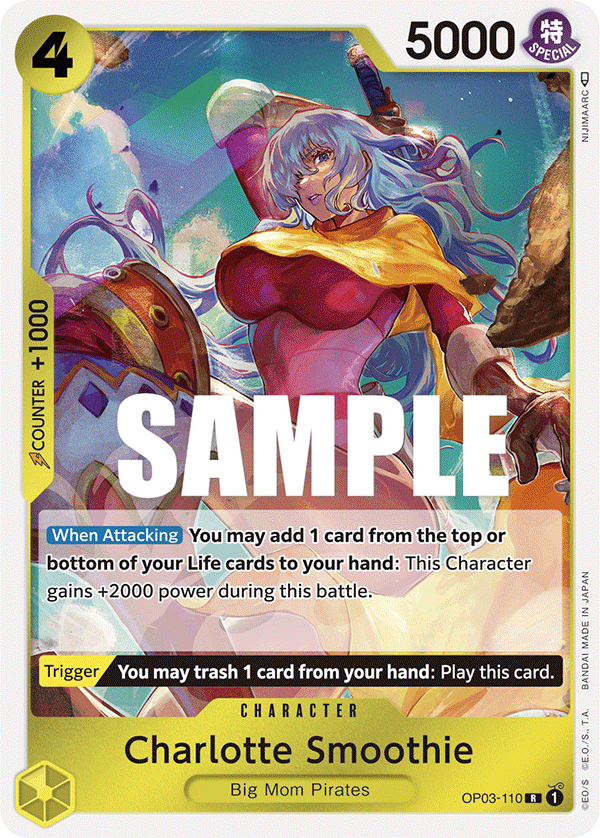 4
5000
特
SPECIAL
NIJIMAARC
COUNTER +1000
SAMPLE
When Attacking You may add 1 card from the top or
bottom of your Life cards to your hand: This Character
gains +2000 power during this battle.
Trigger You may trash 1 card from your hand: Play this card.
CHARACTER
Charlotte Smoothie
Big Mom Pirates
OP03-110 R 1
©EO/S ©E.O./S., T.A. BANDAI MADE IN JAPAN